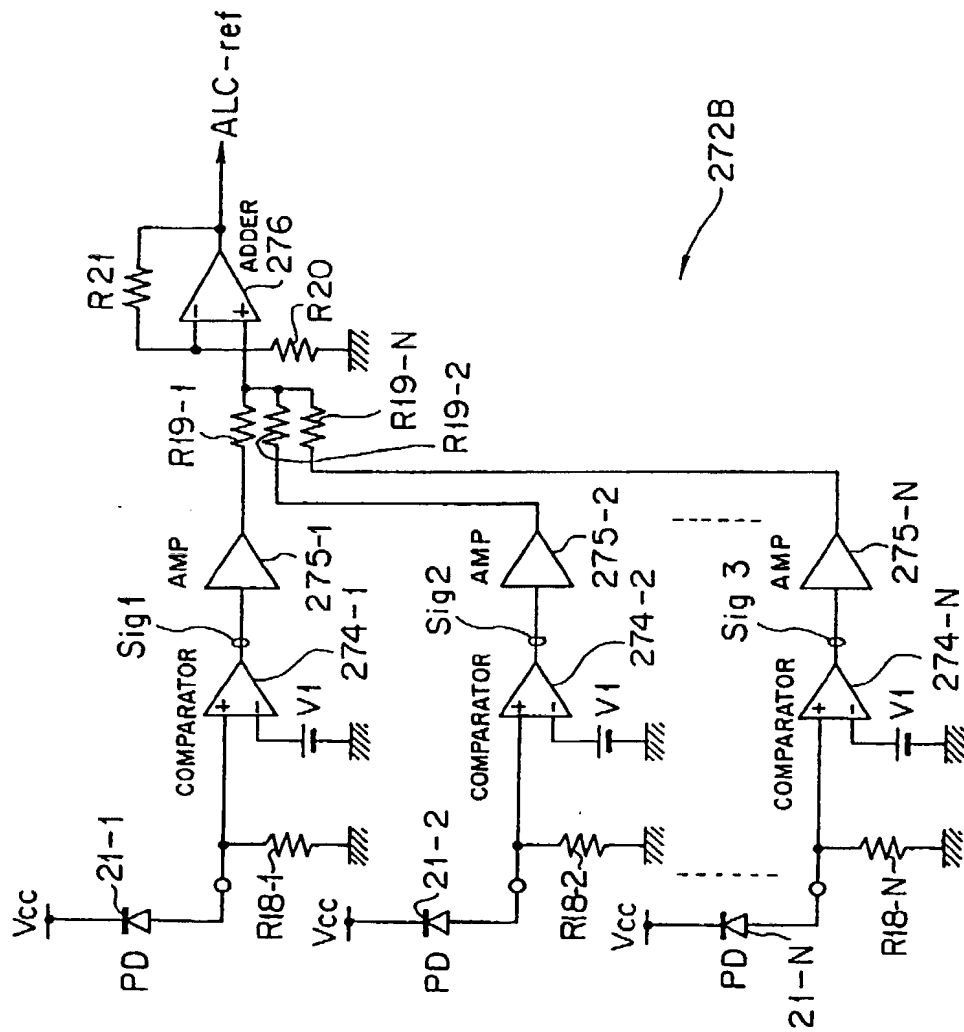 Vcc
PD
21-1
R18-1
COMPARATOR
V1
274-1
Sig1
AMP
275-1
R19-1
R21
ADDER
276
R20
ALC-ref
R19-N
R19-2
Vcc
PD
21-2
R18-2
COMPARATOR
V1
274-2
Sig2
AMP
275-2
272B
Vcc
PD
21-N
R18-N
COMPARATOR
V1
274-N
Sig 3
AMP
275-N
+
-
+
-
+
-
-
+